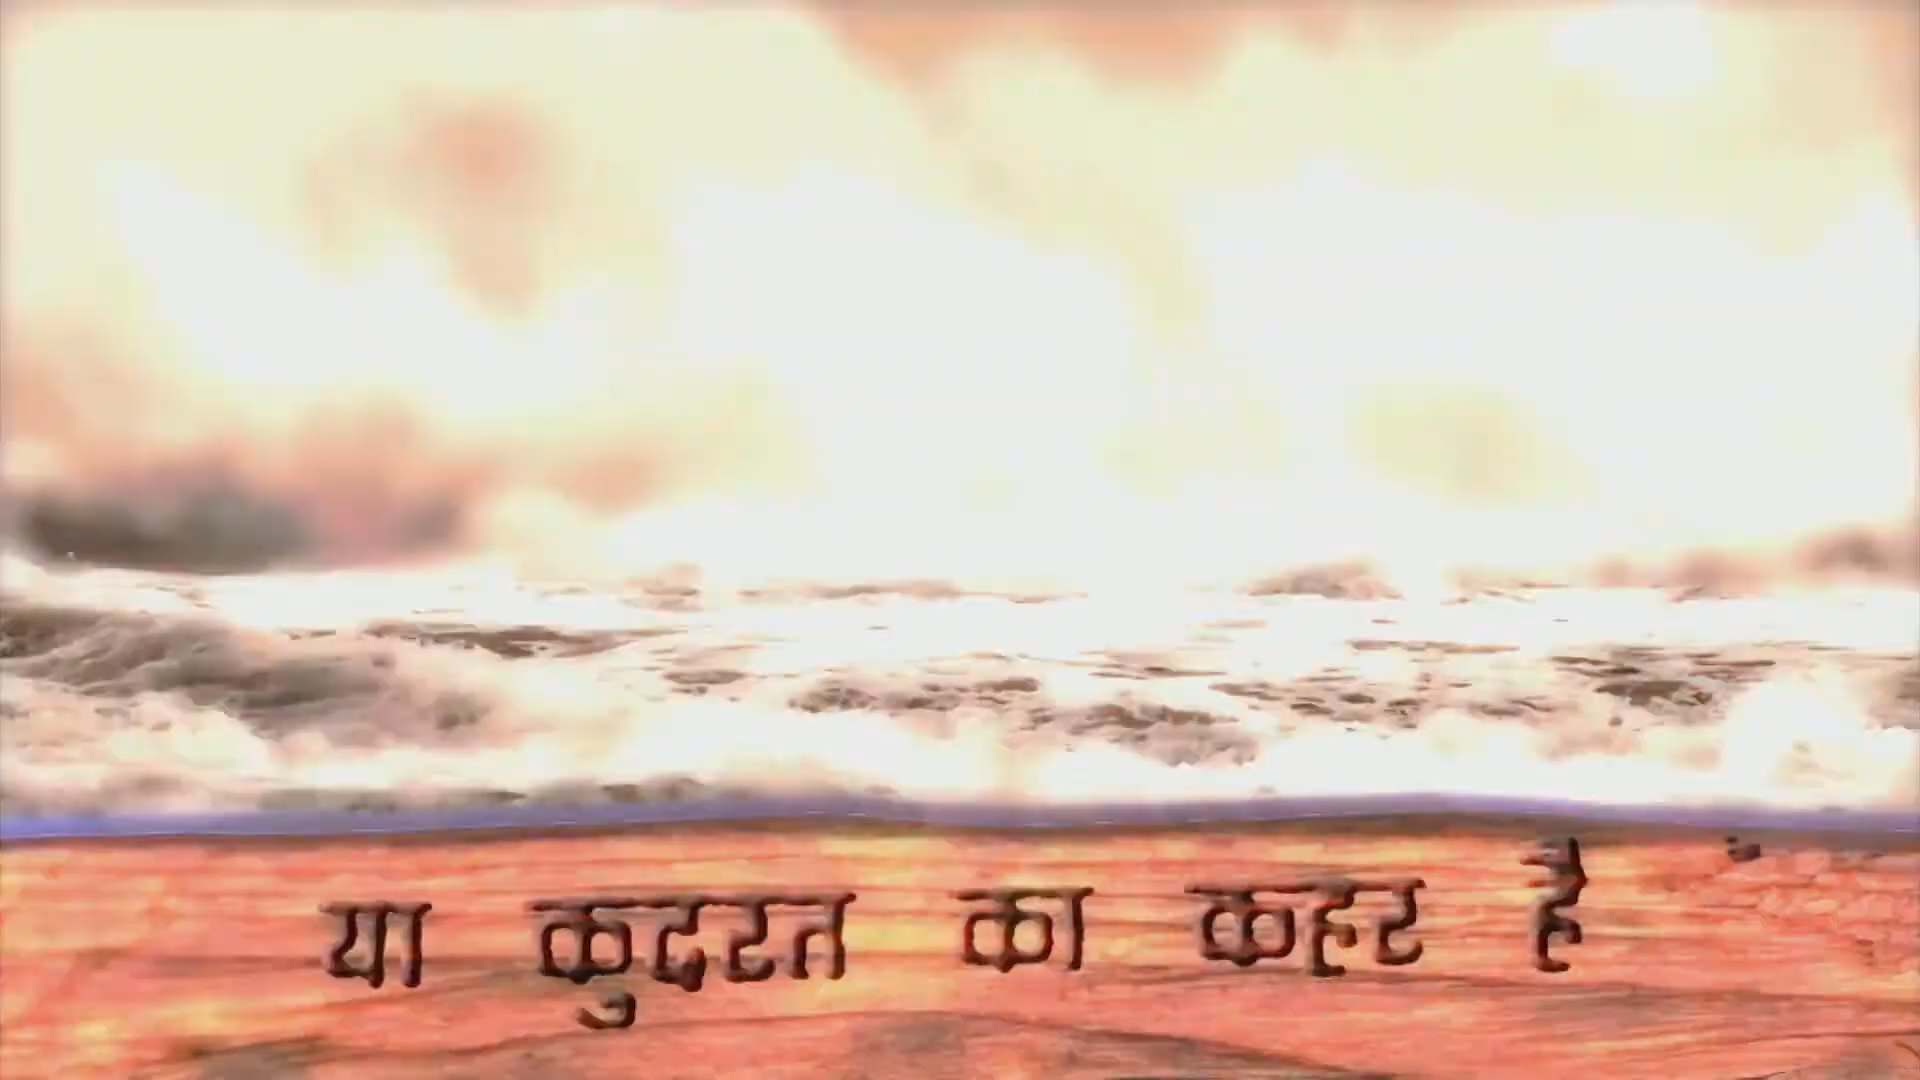 या कुदरत का कहर है